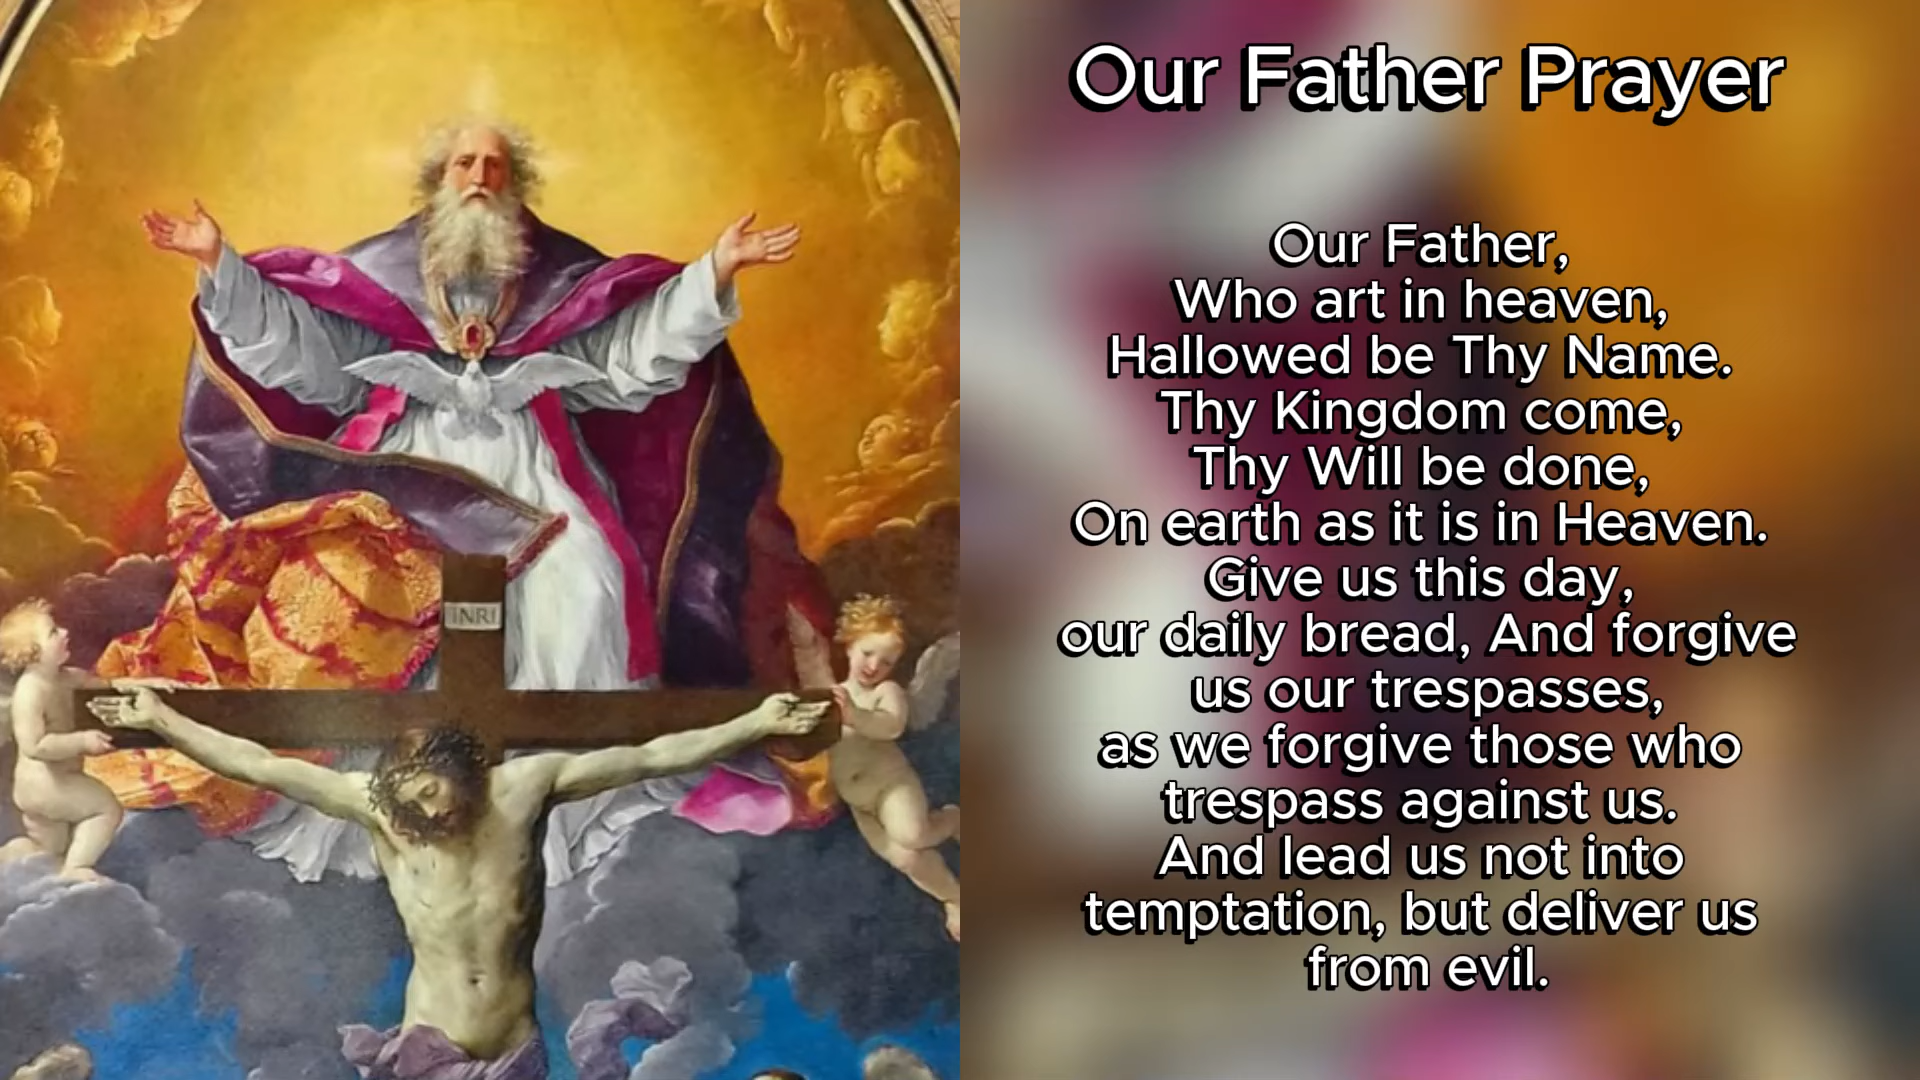 Our Father Prayer
Our Father,
Who art in heaven,
Hallowed be Thy Name.
Thy Kingdom come,
Thy Will be done,
On earth as it is in Heaven.
Give us this day,
our daily bread, And forgive
us our trespasses,
as we forgive those who
trespass against us.
And lead us not into
temptation, but deliver us
from evil.
INRI